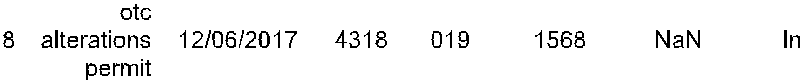 otc
8 alterations 12/06/2017 4318 019 1568 NaN In
permit